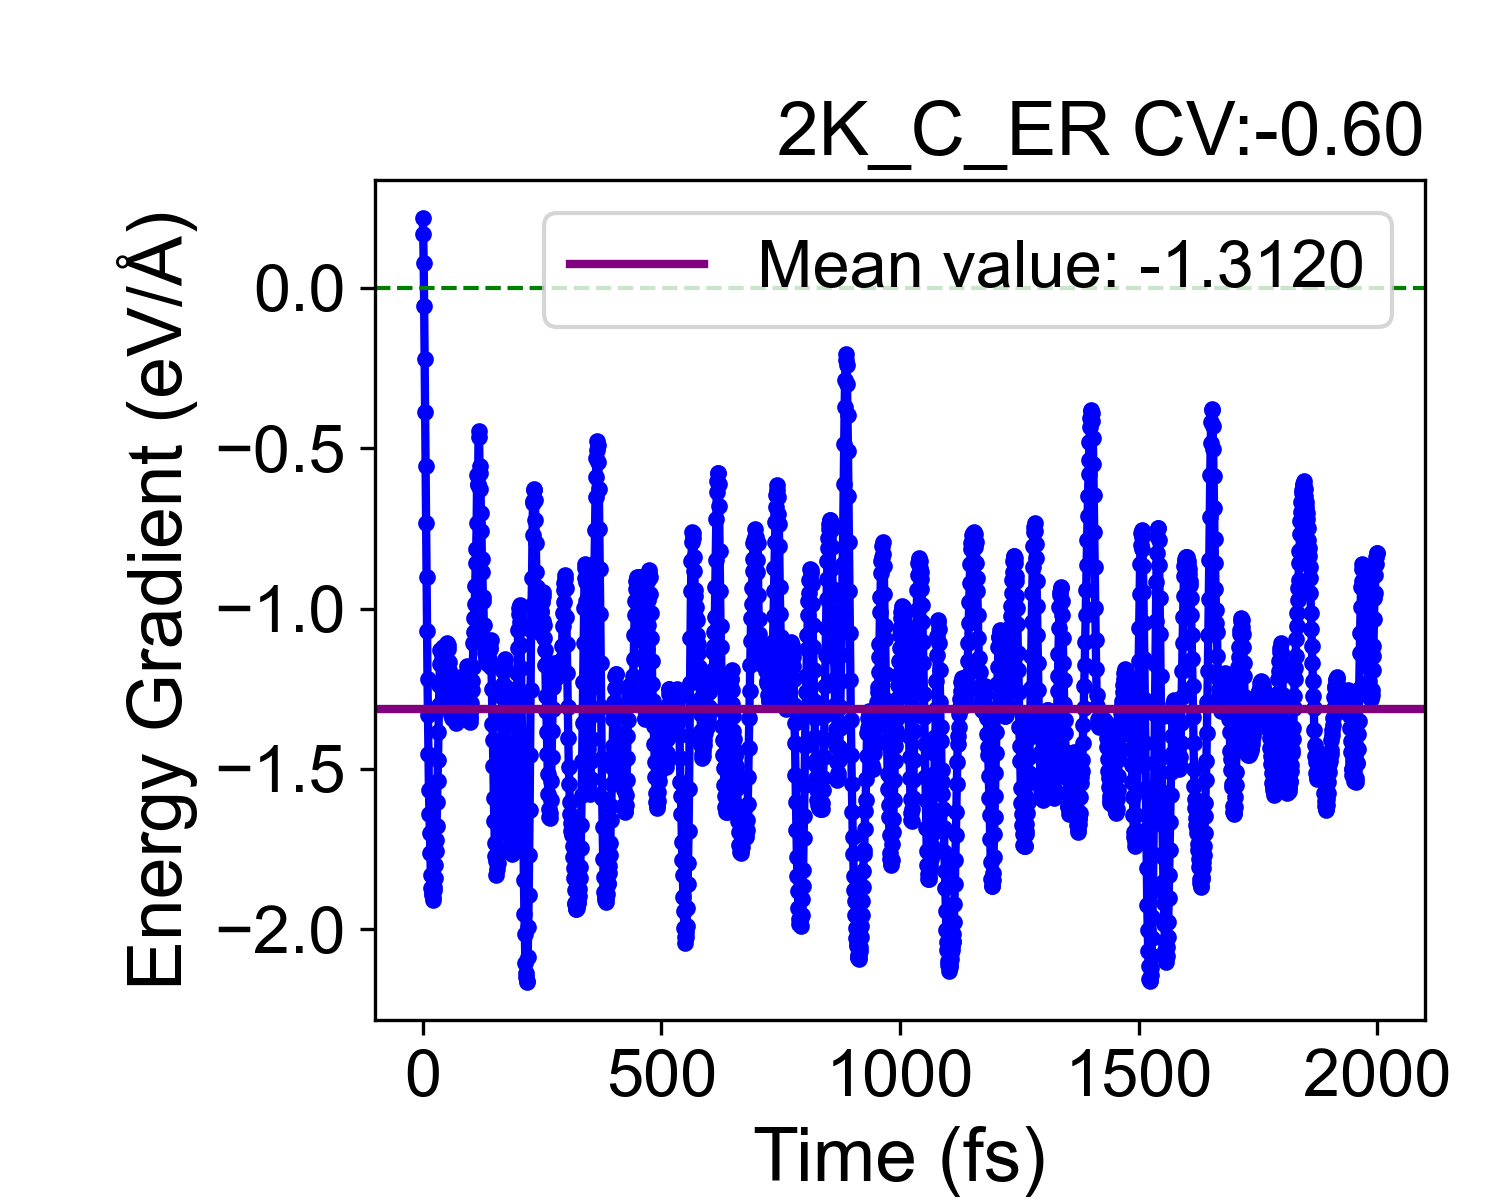 2K_C_ER CV:-0.60
Mean value: -1.3120
Energy Gradient (eV/Å)
0.0
−0.5
−1.0
−1.5
−2.0
0 500 1000 1500 2000
Time (fs)